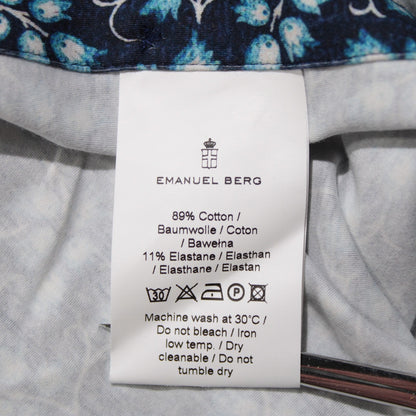 EMANUEL BERG
89% Cotton /
Baumwolle / Coton
/ Bawełna
11% Elastane / Elasthan
/ Elasthane / Elastan
30 P
Machine wash at 30°C /
Do not bleach / Iron
low temp. / Dry
cleanable / Do not
tumble dry